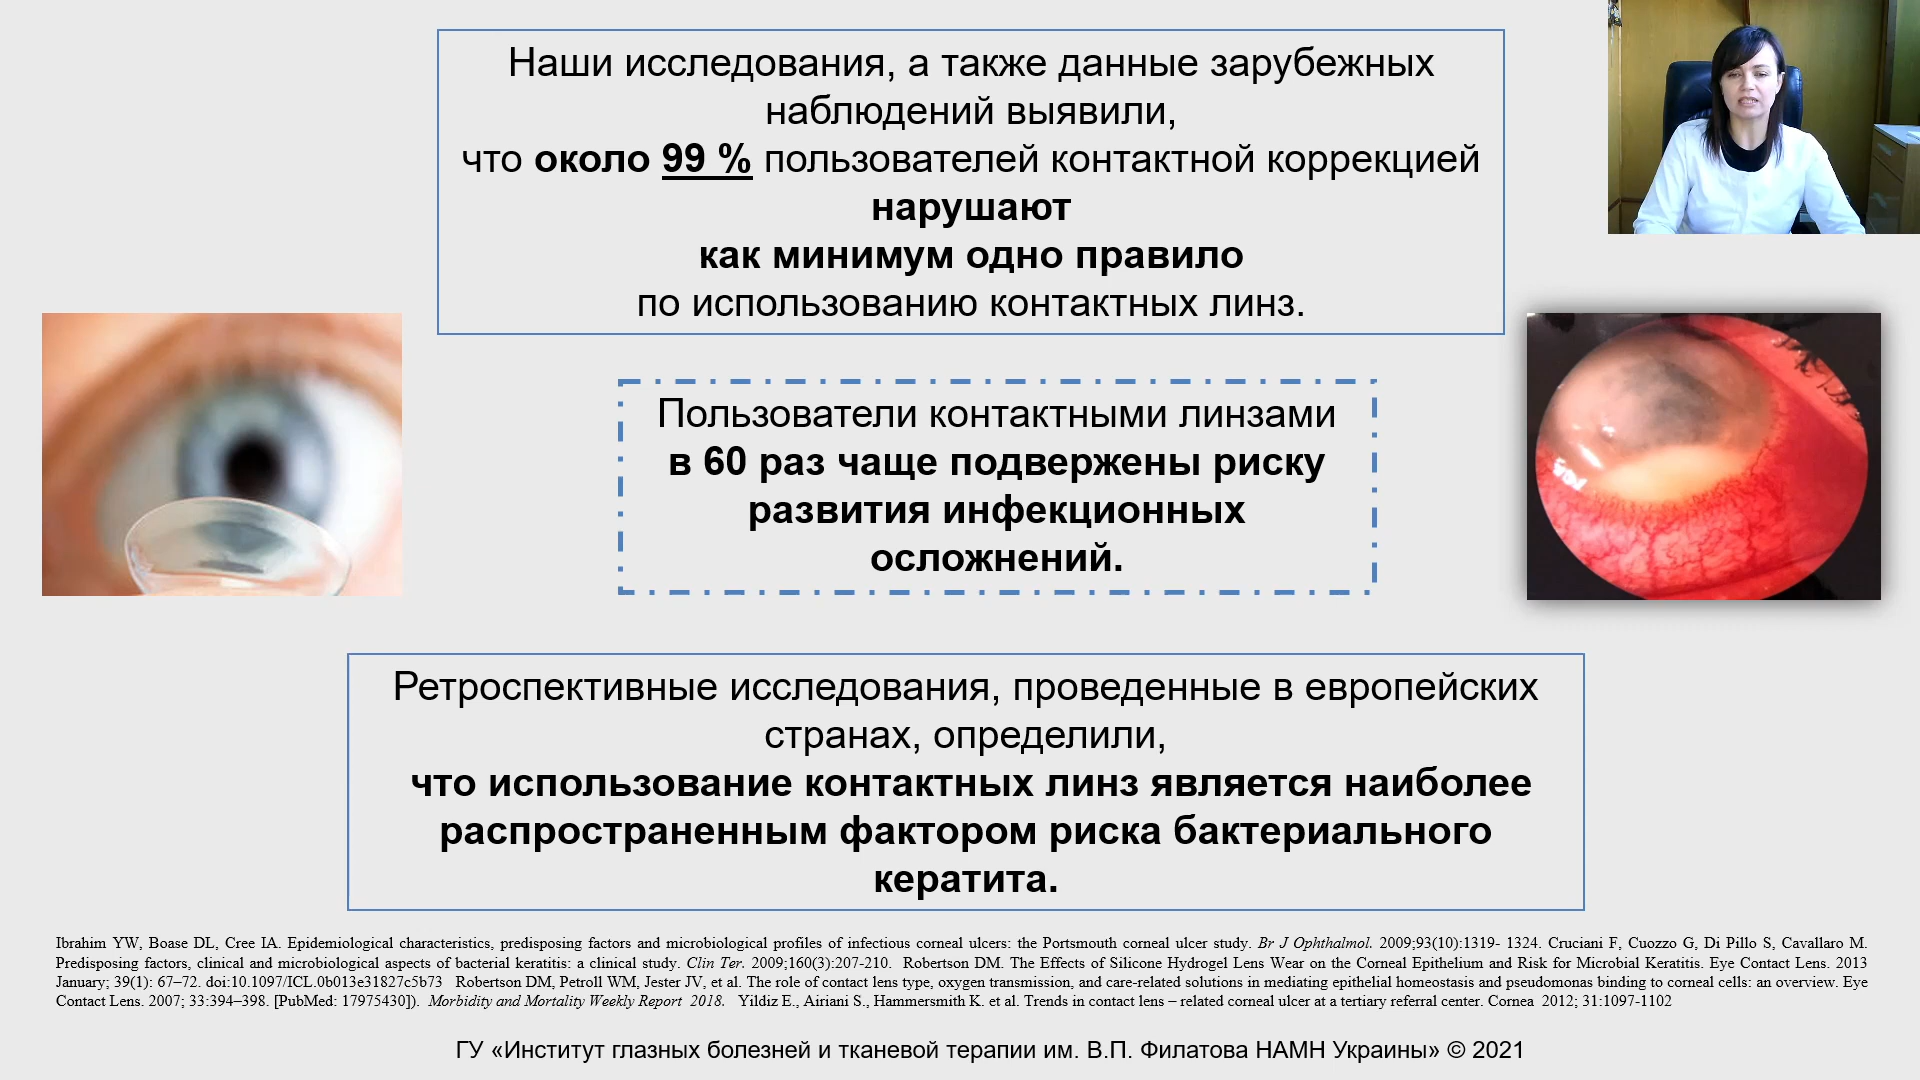 Наши исследования, а также данные зарубежных
наблюдений выявили,
что около 99 % пользователей контактной коррекцией
нарушают
как минимум одно правило
по использованию контактных линз.
Пользователи контактными линзами
в 60 раз чаще подвержены риску
развития инфекционных
осложнений.
Ретроспективные исследования, проведенные в европейских
странах, определили,
что использование контактных линз является наиболее
распространенным фактором риска бактериального
кератита.
Ibrahim YW, Boase DL, Cree IA. Epidemiological characteristics, predisposing factors and microbiological profiles of infectious corneal ulcers: the Portsmouth corneal ulcer study. Br J Ophthalmol. 2009;93(10):1319- 1324. Cruciani F, Cuozzo G, Di Pillo S, Cavallaro M.
Predisposing factors, clinical and microbiological aspects of bacterial keratitis: a clinical study. Clin Ter. 2009;160(3):207-210. Robertson DM. The Effects of Silicone Hydrogel Lens Wear on the Corneal Epithelium and Risk for Microbial Keratitis. Eye Contact Lens. 2013
January; 39(1): 67–72. doi:10.1097/ICL.0b013e31827c5b73 Robertson DM, Petroll WM, Jester JV, et al. The role of contact lens type, oxygen transmission, and care-related solutions in mediating epithelial homeostasis and pseudomonas binding to corneal cells: an overview. Eye
Contact Lens. 2007; 33:394–398. [PubMed: 17975430]). Morbidity and Mortality Weekly Report 2018. Yildiz E., Airiani S., Hammersmith K. et al. Trends in contact lens – related corneal ulcer at a tertiary referral center. Cornea 2012; 31:1097-1102
ГУ «Институт глазных болезней и тканевой терапии им. В.П. Филатова НАМН Украины» © 2021